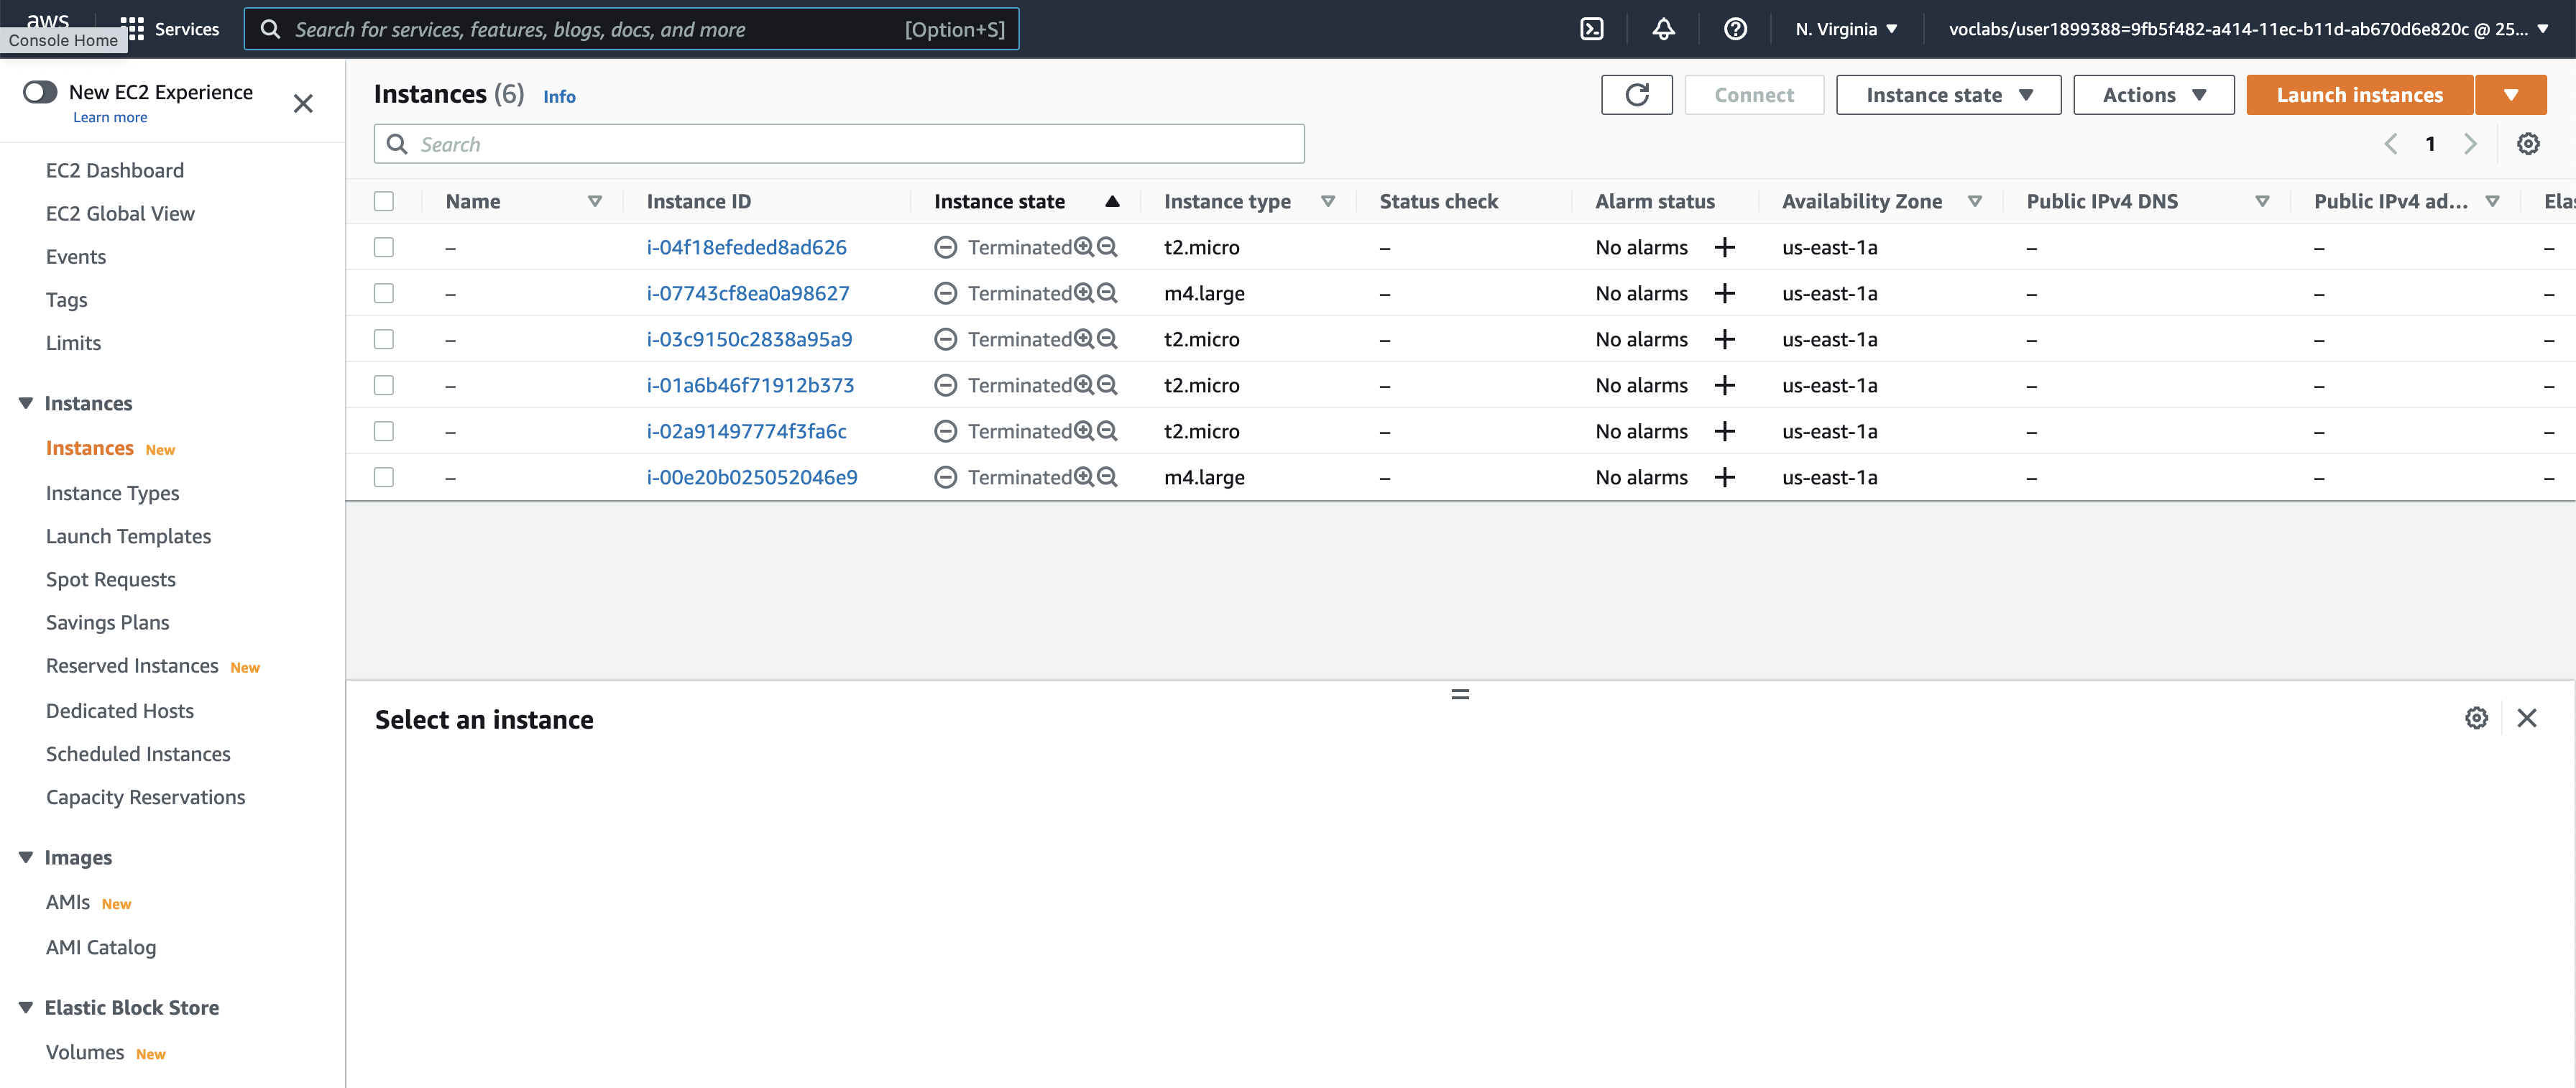 aws
Console Home
Services
Search for services, features, blogs, docs, and more
[Option+S]
N. Virginia
voclabs/user1899388=9fb5f482-a414-11ec-b11d-ab670d6e820c @ 25...
New EC2 Experience
Learn more
EC2 Dashboard
EC2 Global View
Events
Tags
Limits
Instances
Instances New
Instance Types
Launch Templates
Spot Requests
Savings Plans
Reserved Instances New
Dedicated Hosts
Scheduled Instances
Capacity Reservations
Images
AMIs New
AMI Catalog
Elastic Block Store
Volumes New
Instances (6) Info
Connect
Instance state
Actions
Launch instances
Search
1
Name Instance ID Instance state Instance type Status check Alarm status Availability Zone Public IPv4 DNS Public IPv4 ad... Elas
– i-04f18efeded8ad626 Terminated t2.micro – No alarms + us-east-1a – – –
– i-07743cf8ea0a98627 Terminated m4.large – No alarms + us-east-1a – – –
– i-03c9150c2838a95a9 Terminated t2.micro – No alarms + us-east-1a – – –
– i-01a6b46f71912b373 Terminated t2.micro – No alarms + us-east-1a – – –
– i-02a91497774f3fa6c Terminated t2.micro – No alarms + us-east-1a – – –
– i-00e20b025052046e9 Terminated m4.large – No alarms + us-east-1a – – –
Select an instance